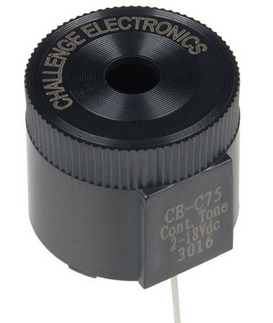 CHALLENGE ELECTRONICS
CE-C75
Cont. Tone
2-18Vdc
3016